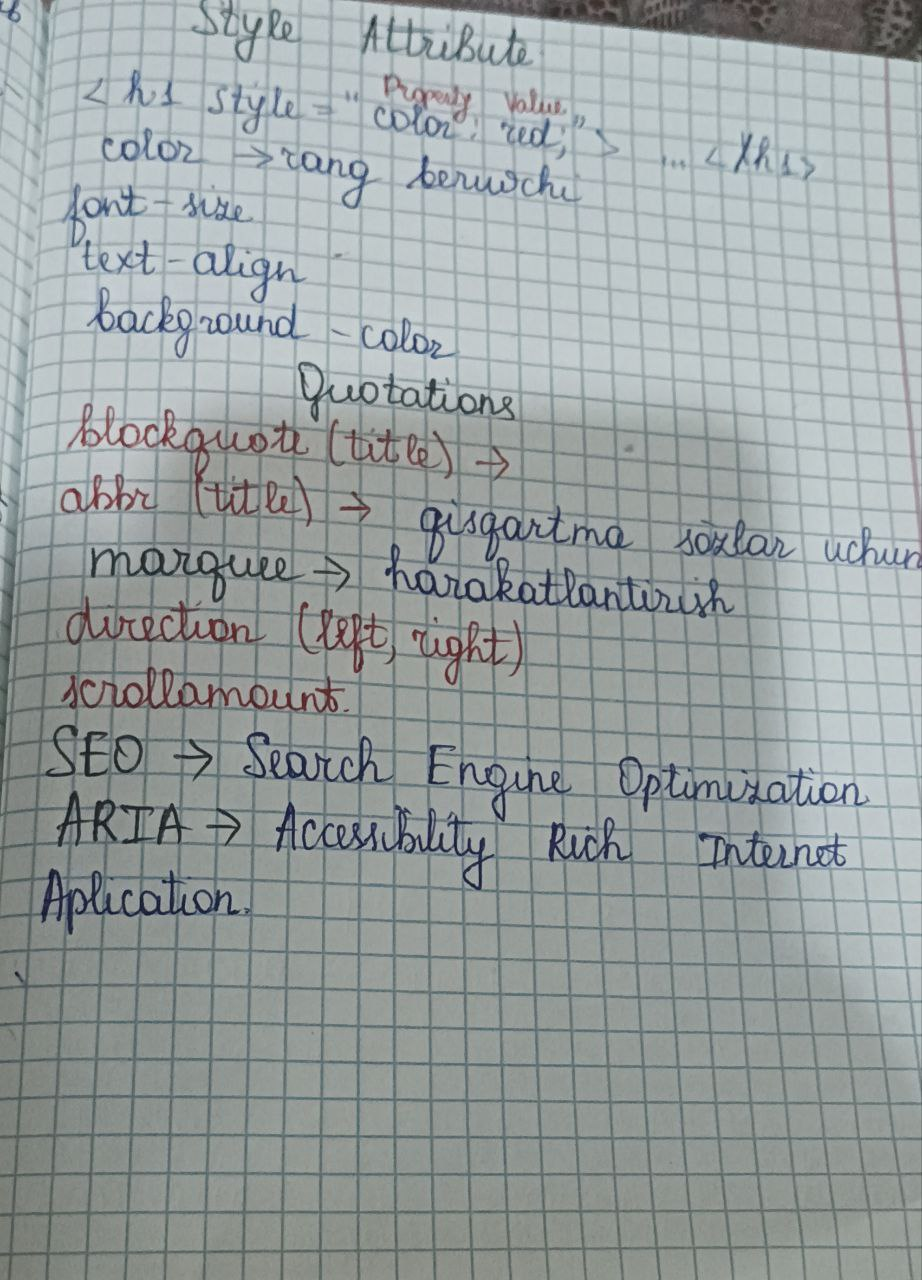 Style Attribute
Property Value
<h1 style="color: red;"> ... </h1>
color → rang beruvchi
font-size
text-align
background-color
Quotations
blockquote (title) →
abbr (title) → qisqartma sözlar uchun
marquee → harakatlantirish
direction (left, right)
scrollamount.
SEO → Search Engine Optimization
ARIA → Accessibility Rich Internet
Aplication.